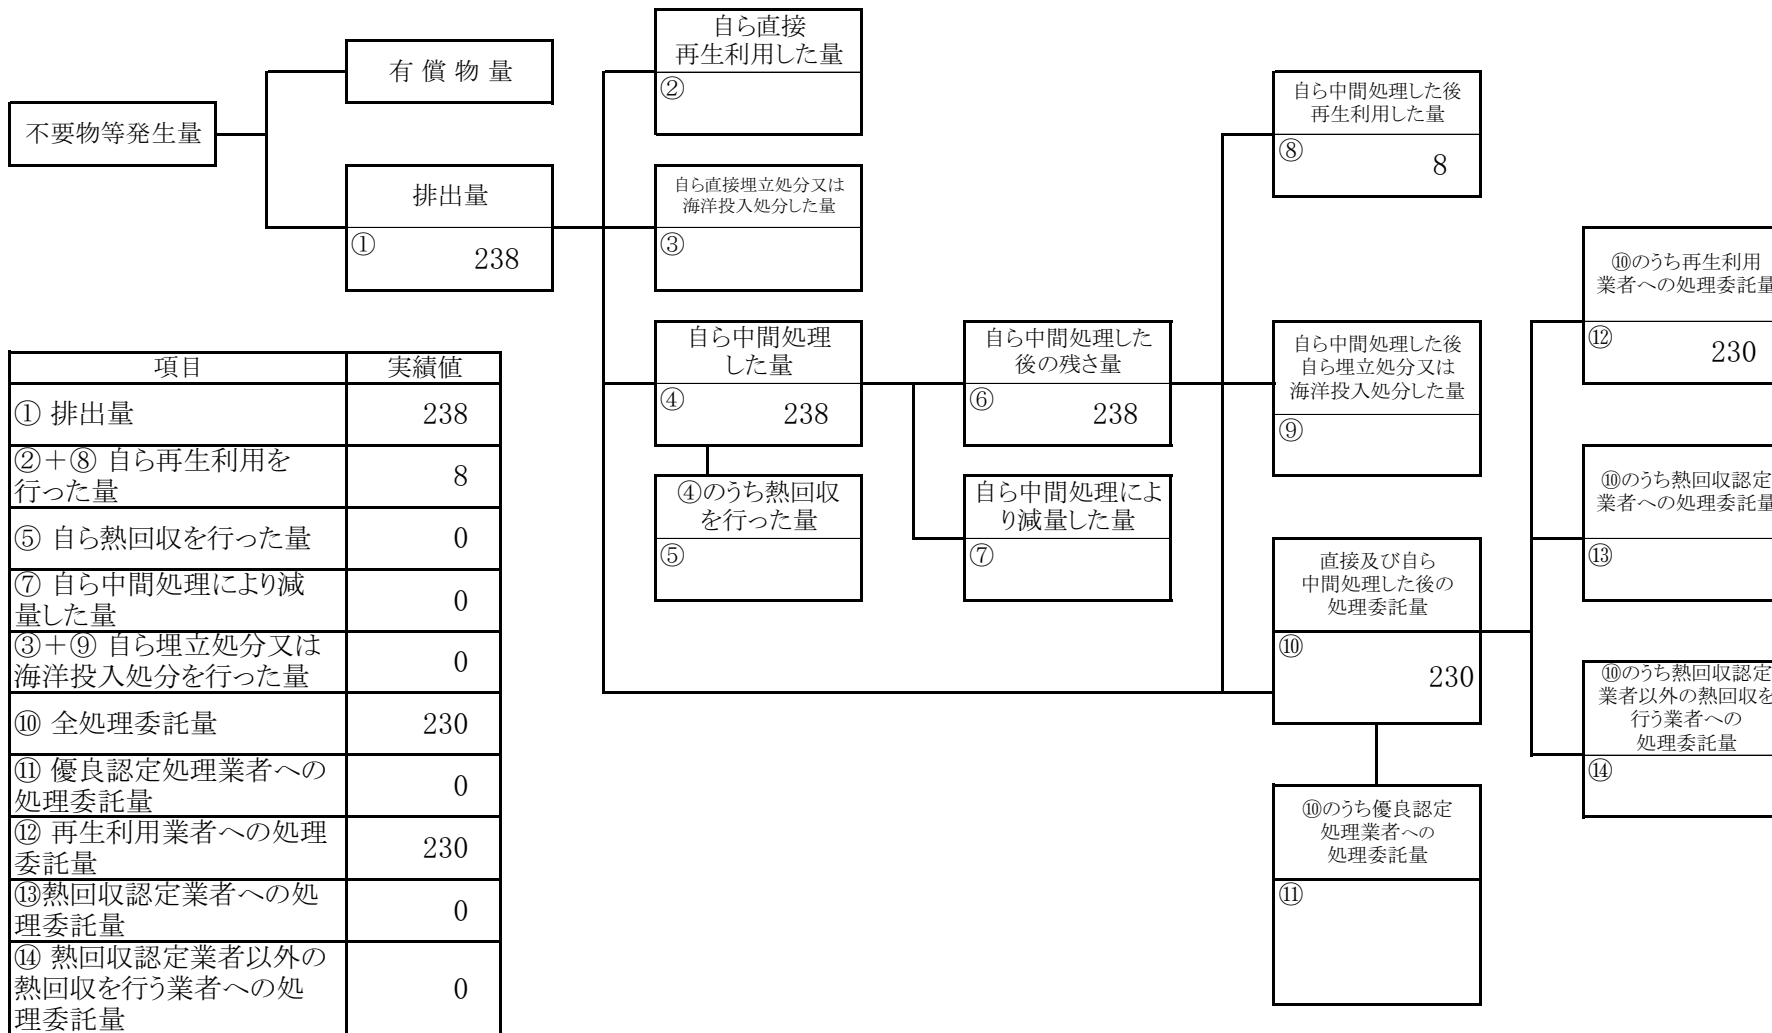 不要物等発生量
有償物量
排出量
①
238
自ら直接
再生利用した量
②
自ら直接埋立処分又は
海洋投入処分した量
③
自ら中間処理
した量
④
238
④のうち熱回収
を行った量
⑤
自ら中間処理した
後の残さ量
⑥
238
自ら中間処理によ
り減量した量
⑦
自ら中間処理した後
再生利用した量
⑧
8
自ら中間処理した後
自ら埋立処分又は
海洋投入処分した量
⑨
直接及び自ら
中間処理した後の
処理委託量
⑩
230
⑩のうち優良認定
処理業者への
処理委託量
⑪
⑩のうち再生利用
業者への処理委託量
⑫
230
⑩のうち熱回収認定
業者への処理委託量
⑬
⑩のうち熱回収認定
業者以外の熱回収を
行う業者への
処理委託量
⑭
項目 実績値
① 排出量 238
②+⑧ 自ら再生利用を
行った量 8
⑤ 自ら熱回収を行った量 0
⑦ 自ら中間処理により減
量した量 0
③+⑨ 自ら埋立処分又は
海洋投入処分を行った量 0
⑩ 全処理委託量 230
⑪ 優良認定処理業者への
処理委託量 0
⑫ 再生利用業者への処理
委託量 230
⑬熱回収認定業者への処
理委託量 0
⑭ 熱回収認定業者以外の
熱回収を行う業者への処
理委託量 0